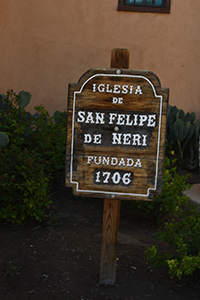 IGLESIA
DE
SAN FELIPE
DE NERI
FUNDADA
1706